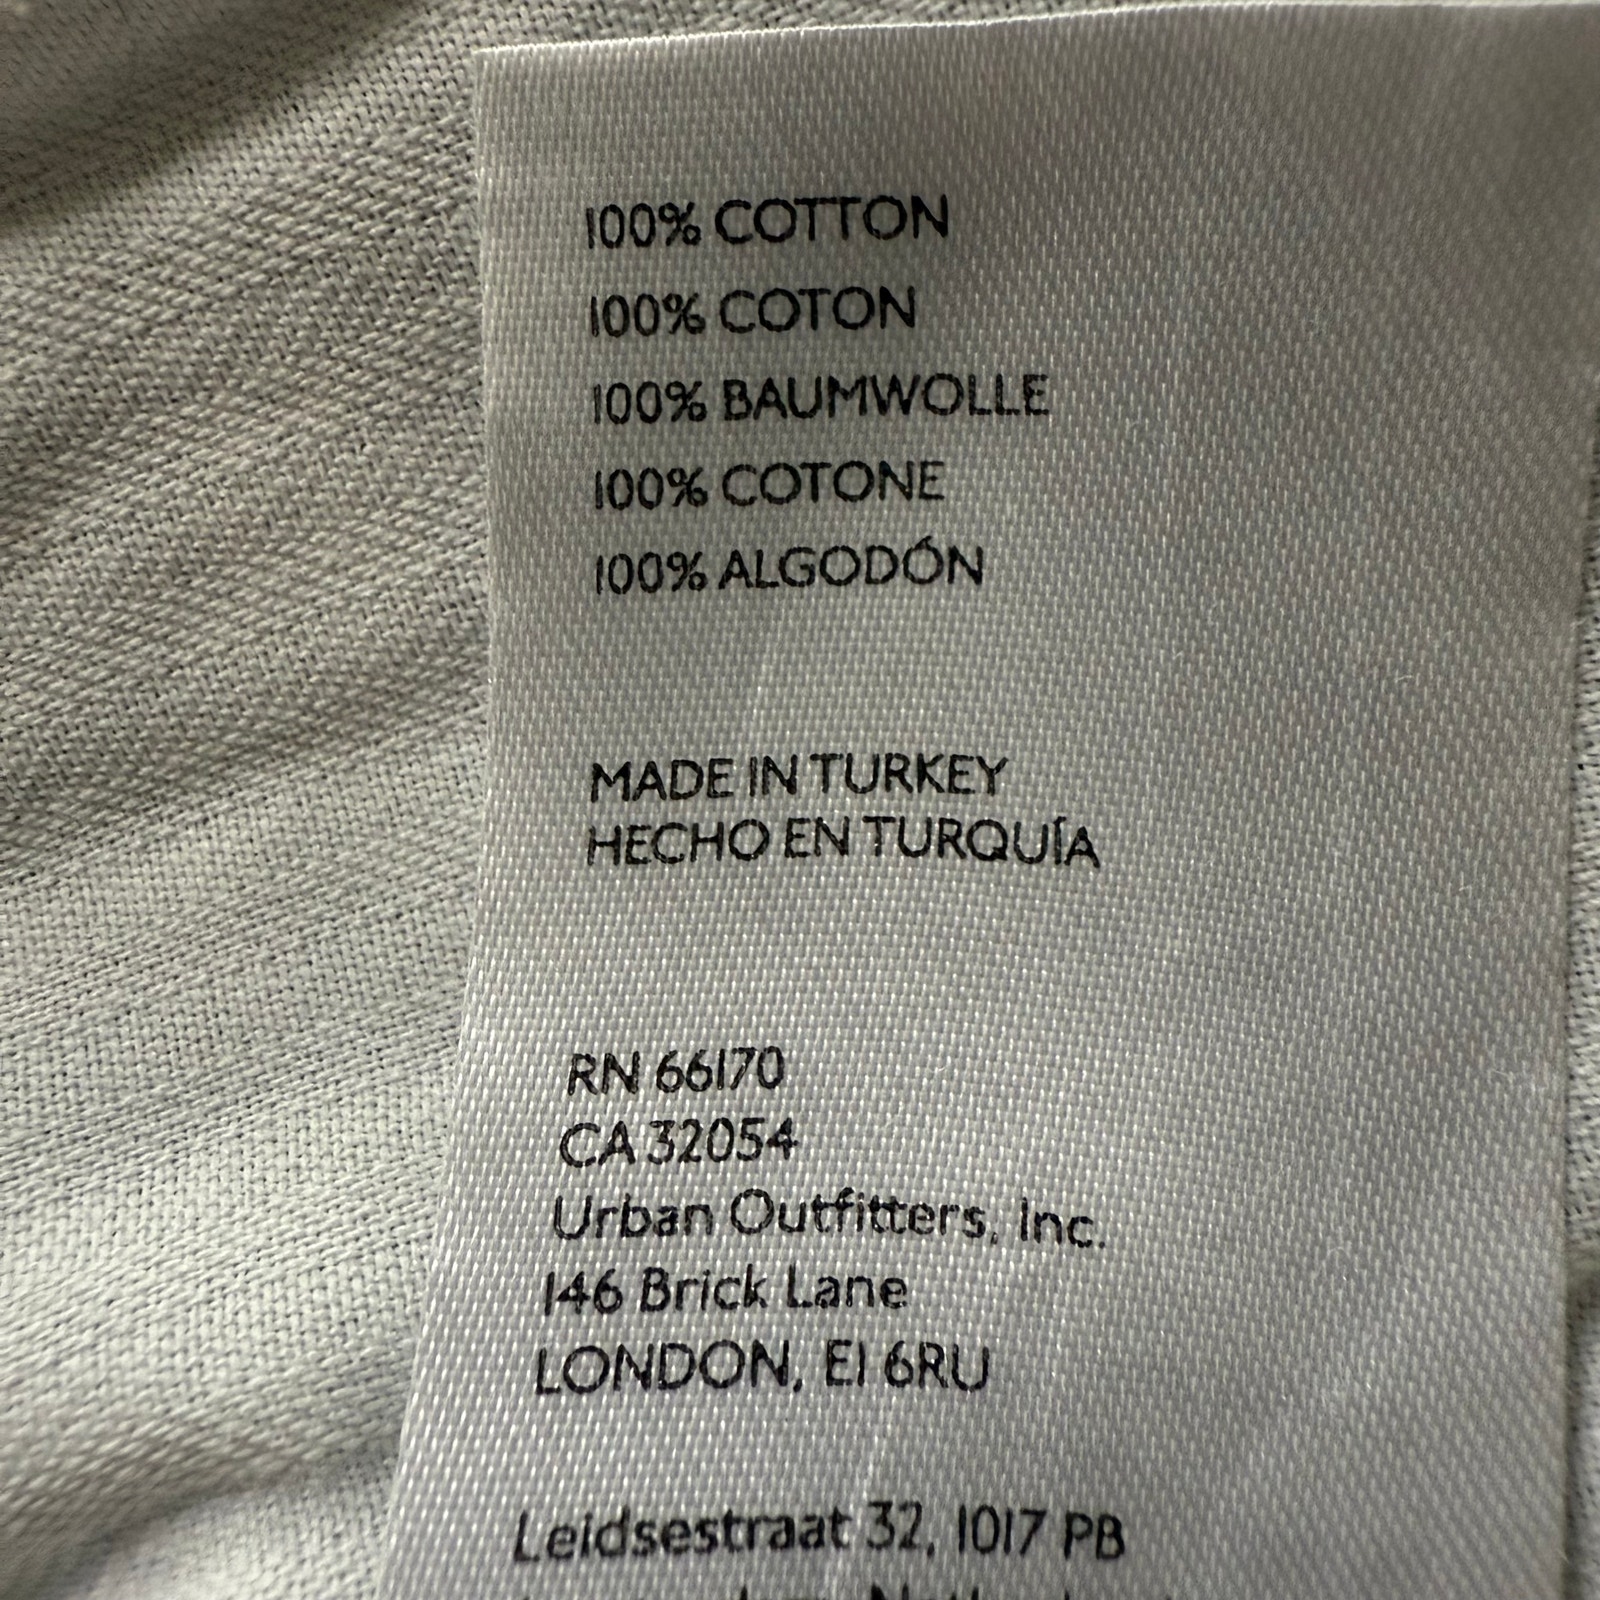 100% COTTON
100% COTON
100% BAUMWOLLE
100% COTONE
100% ALGODÓN
MADE IN TURKEY
HECHO EN TURQUÍA
RN 66170
CA 32054
Urban Outfitters, Inc.
146 Brick Lane
LONDON, E1 6RU
Leidsestraat 32, 1017 PB